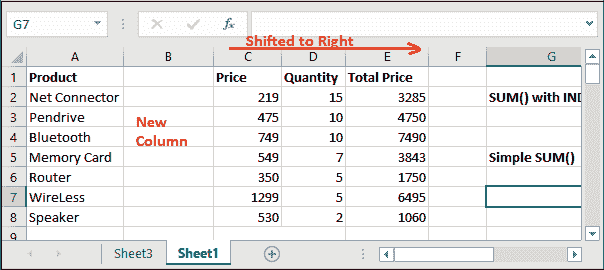 G7
fx
Shifted to Right
A B C D E F G
1 Product Price Quantity Total Price
2 Net Connector 219 15 3285 SUM() with IND
3 Pendrive 475 10 4750
New
4 Bluetooth 749 10 7490
Column
5 Memory Card 549 7 3843 Simple SUM()
6 Router 350 5 1750
7 WireLess 1299 5 6495
8 Speaker 530 2 1060
9
Sheet3 Sheet1